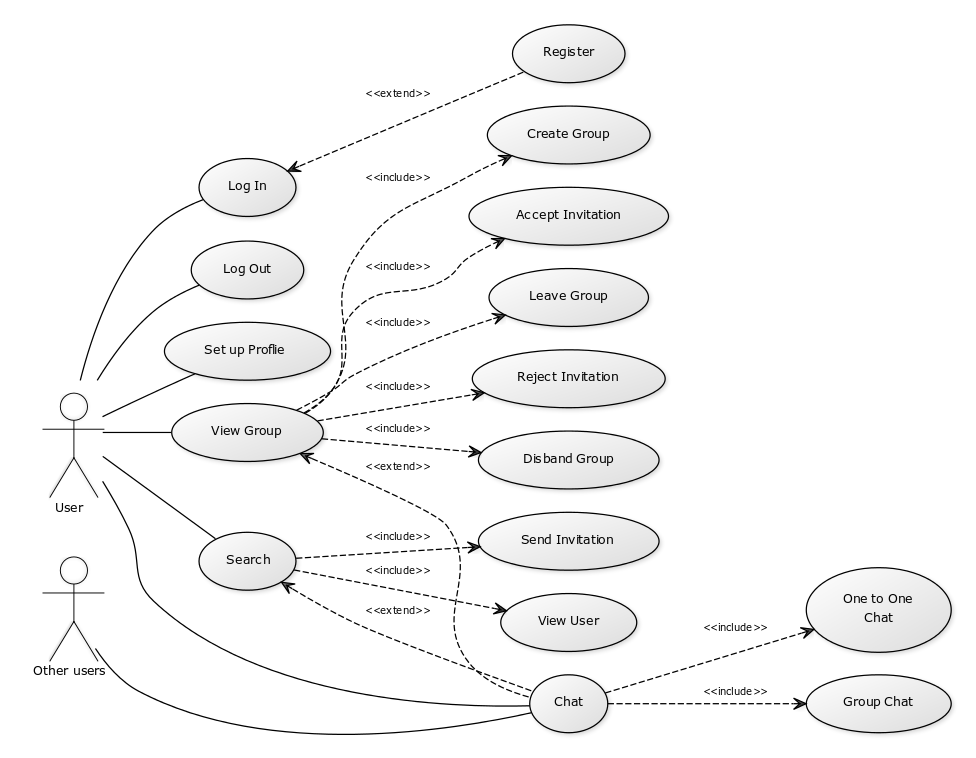 Register
<<extend>>
Create Group
<<include>>
Log In
Accept Invitation
<<include>>
Log Out
Leave Group
<<include>>
Set up Proflie
Reject Invitation
<<include>>
View Group
<<include>>
Disband Group
<<extend>>
User
<<include>>
Send Invitation
Search
<<include>>
<<extend>>
View User
One to One
Chat
<<include>>
Other users
<<include>>
Chat
Group Chat